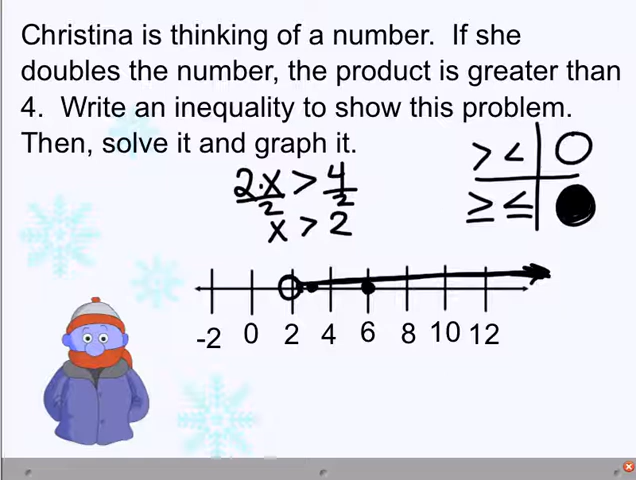 Christina is thinking of a number. If she
doubles the number, the product is greater than
4. Write an inequality to show this problem.
Then, solve it and graph it.
> <
≥ ≤
2·x > 4
2 2
x > 2
-2 0 2 4 6 8 10 12